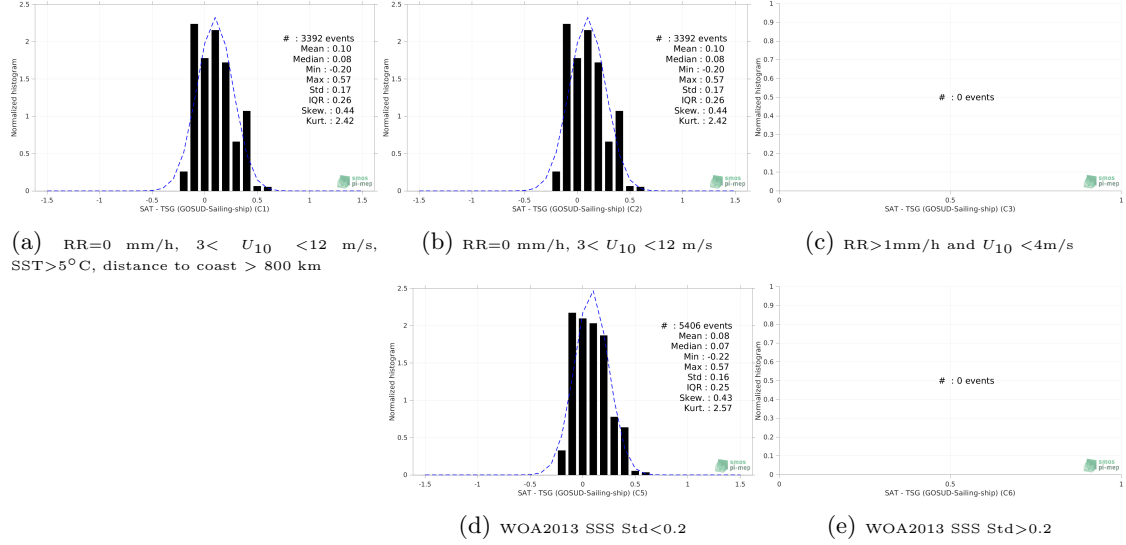 2.5
2
1.5
1
0.5
0
Normalized histogram
# : 3392 events
Mean : 0.10
Median : 0.08
Min : -0.20
Max : 0.57
Std : 0.17
IQR : 0.26
Skew. : 0.44
Kurt. : 2.42
smos
pi-mep
-1.5 -1 -0.5 0 0.5 1 1.5
SAT - TSG (GOSUD-Sailing-ship) (C1)
(a) RR=0 mm/h, 3< U10 <12 m/s,
SST>5°C, distance to coast > 800 km
2.5
2
1.5
1
0.5
0
Normalized histogram
# : 3392 events
Mean : 0.10
Median : 0.08
Min : -0.20
Max : 0.57
Std : 0.17
IQR : 0.26
Skew. : 0.44
Kurt. : 2.42
smos
pi-mep
-1.5 -1 -0.5 0 0.5 1 1.5
SAT - TSG (GOSUD-Sailing-ship) (C2)
(b) RR=0 mm/h, 3< U10 <12 m/s
1
0.9
0.8
0.7
0.6
0.5
0.4
0.3
0.2
0.1
0
Normalized histogram
# : 0 events
smos
pi-mep
0 1
SAT - TSG (GOSUD-Sailing-ship) (C3)
(c) RR>1mm/h and U10 <4m/s
2.5
2
1.5
1
0.5
0
Normalized histogram
# : 5406 events
Mean : 0.08
Median : 0.07
Min : -0.22
Max : 0.57
Std : 0.16
IQR : 0.25
Skew. : 0.43
Kurt. : 2.57
smos
pi-mep
-1.5 -1 -0.5 0 0.5 1 1.5
SAT - TSG (GOSUD-Sailing-ship) (C5)
(d) WOA2013 SSS Std<0.2
1
0.9
0.8
0.7
0.6
0.5
0.4
0.3
0.2
0.1
0
Normalized histogram
# : 0 events
smos
pi-mep
0 1
SAT - TSG (GOSUD-Sailing-ship) (C6)
(e) WOA2013 SSS Std>0.2